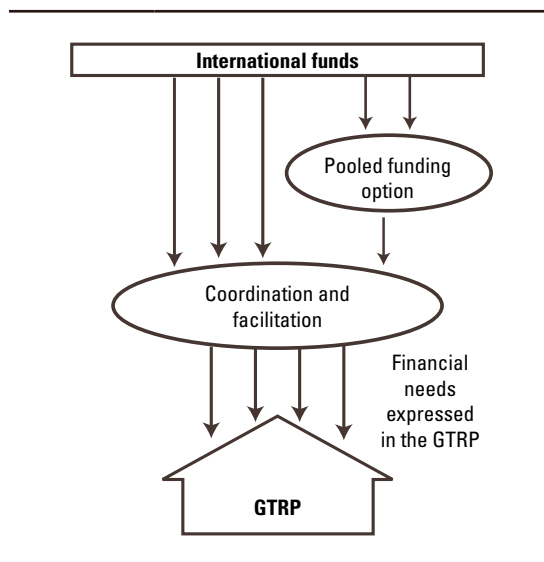 International funds
Pooled funding
option
Coordination and
facilitation
Financial
needs
expressed
in the GTRP
GTRP